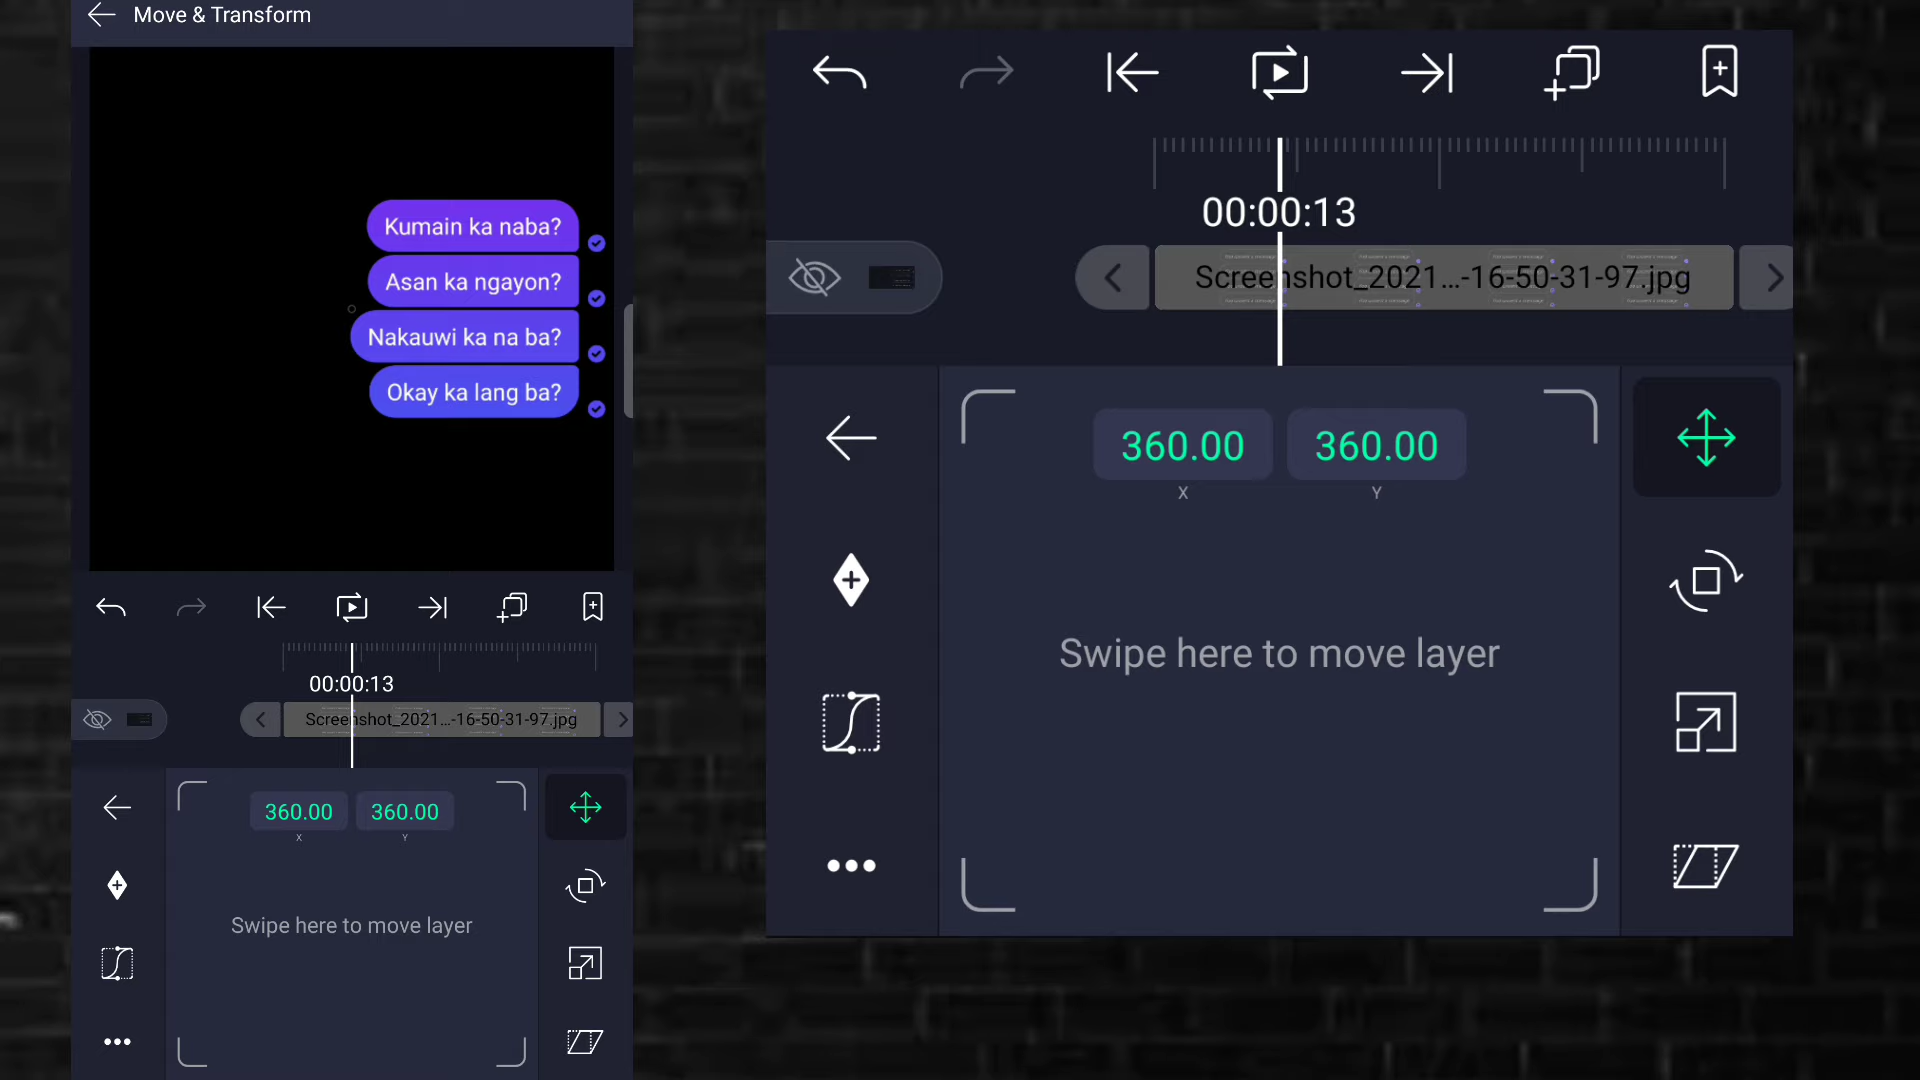 Move & Transform
Kumain ka naba?
Asan ka ngayon?
Nakauwi ka na ba?
Okay ka lang ba?
00:00:13
Screenshot_2021...-16-50-31-97.jpg
360.00 360.00
X Y
Swipe here to move layer
00:00:13
Screenshot_2021...-16-50-31-97.jpg
360.00 360.00
X Y
Swipe here to move layer